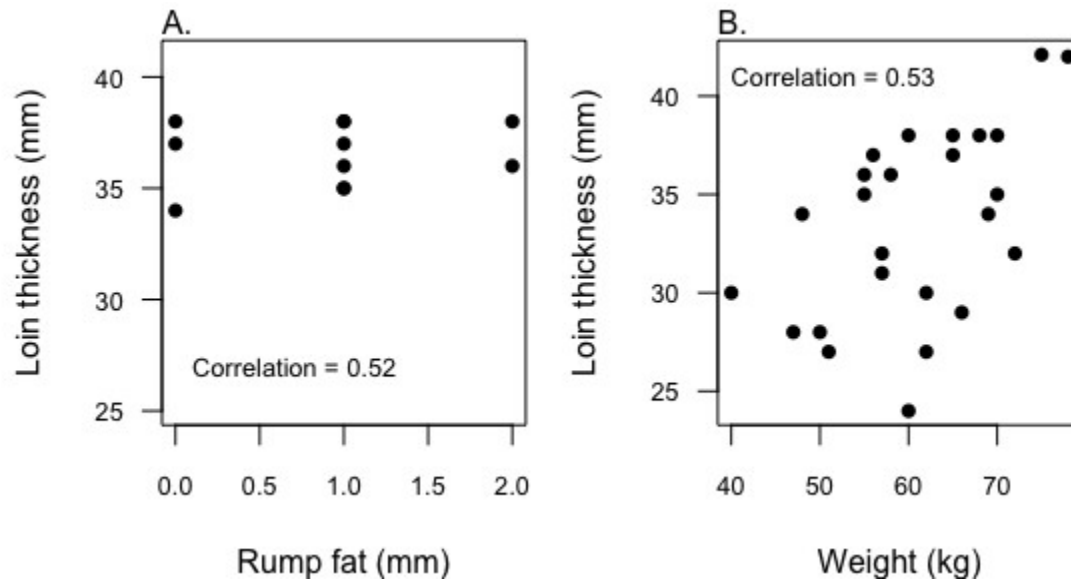 A.
Loin thickness (mm)
40
35
30
25
Correlation = 0.52
0.0 0.5 1.0 1.5 2.0
Rump fat (mm)
B.
Loin thickness (mm)
40
35
30
25
Correlation = 0.53
40 50 60 70
Weight (kg)